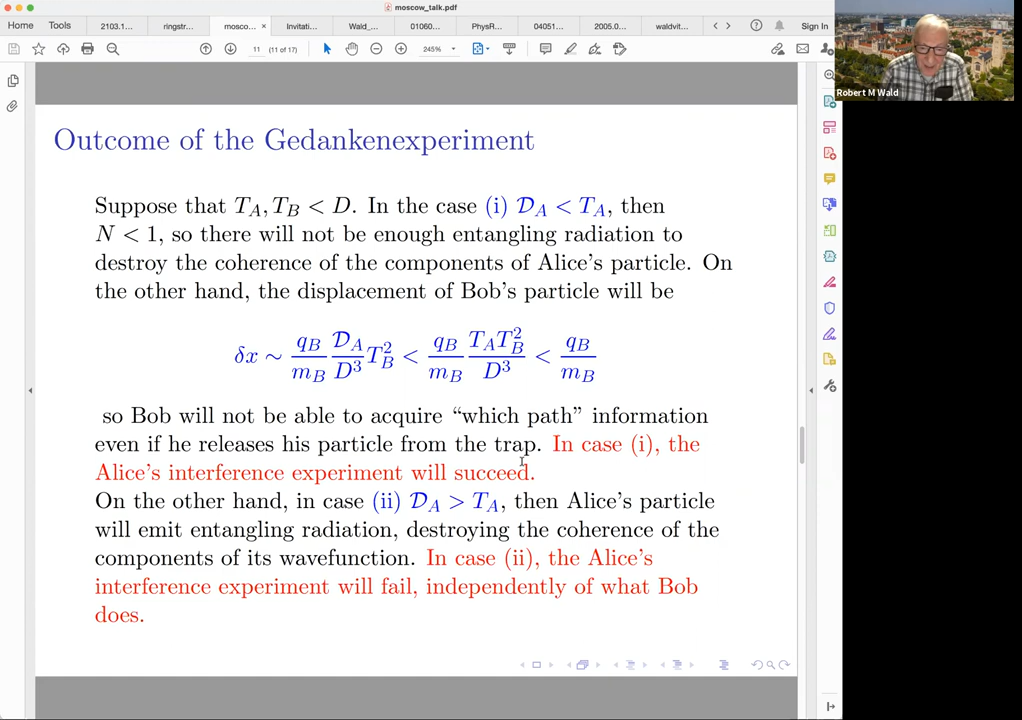 moscow_talk.pdf
Home Tools 2103.1... ringstr... mosco... × Invitati... Wald_... 01060... PhysR... 04051... 2005.0... waldvit... Sign In
11 (11 of 17) 245%
Robert M Wald
Outcome of the Gedankenexperiment
Suppose that T_A, T_B < D. In the case (i) 𝒟_A < T_A, then
N < 1, so there will not be enough entangling radiation to
destroy the coherence of the components of Alice's particle. On
the other hand, the displacement of Bob's particle will be
δx ∼ q_B/m_B 𝒟_A/D³ T_B² < q_B/m_B T_A T_B²/D³ < q_B/m_B
so Bob will not be able to acquire “which path” information
even if he releases his particle from the trap. In case (i), the
Alice's interference experiment will succeed.
On the other hand, in case (ii) 𝒟_A > T_A, then Alice's particle
will emit entangling radiation, destroying the coherence of the
components of its wavefunction. In case (ii), the Alice's
interference experiment will fail, independently of what Bob
does.